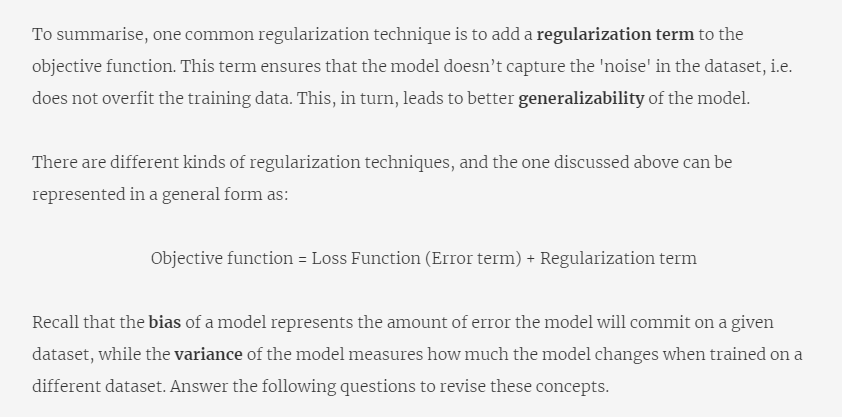 To summarise, one common regularization technique is to add a regularization term to the
objective function. This term ensures that the model doesn’t capture the 'noise' in the dataset, i.e.
does not overfit the training data. This, in turn, leads to better generalizability of the model.
There are different kinds of regularization techniques, and the one discussed above can be
represented in a general form as:
Objective function = Loss Function (Error term) + Regularization term
Recall that the bias of a model represents the amount of error the model will commit on a given
dataset, while the variance of the model measures how much the model changes when trained on a
different dataset. Answer the following questions to revise these concepts.